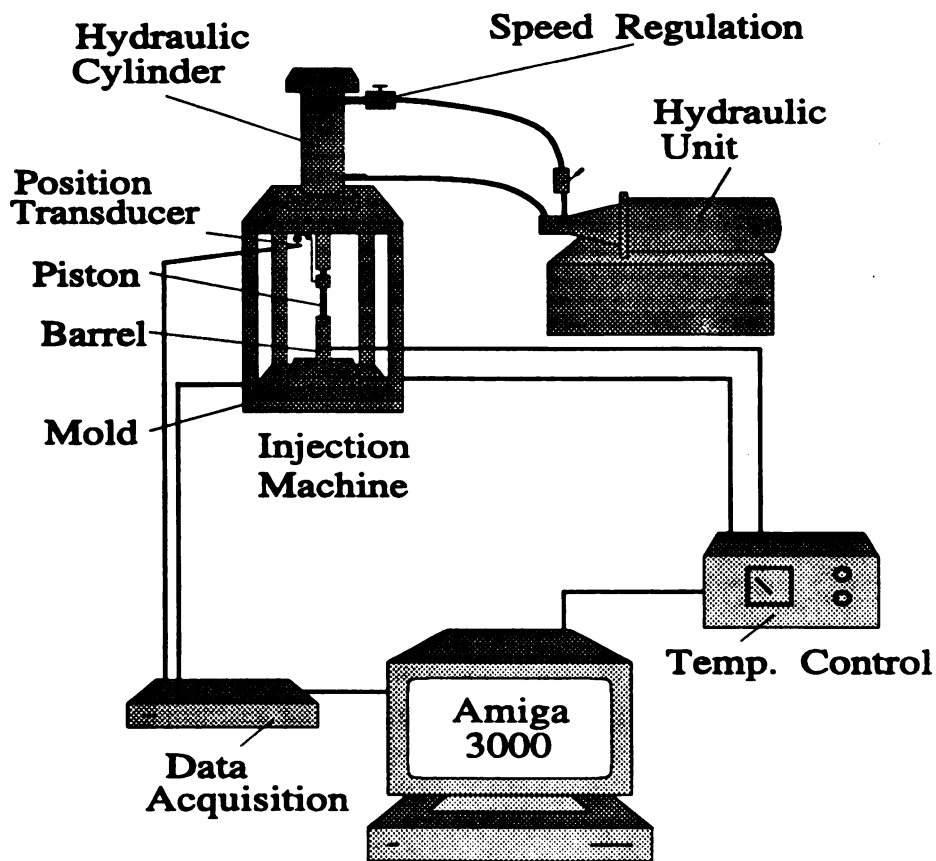 Speed Regulation
Hydraulic
Cylinder
Hydraulic
Unit
Position
Transducer
Piston
Barrel
Mold
Injection
Machine
Temp. Control
Amiga
3000
Data
Acquisition